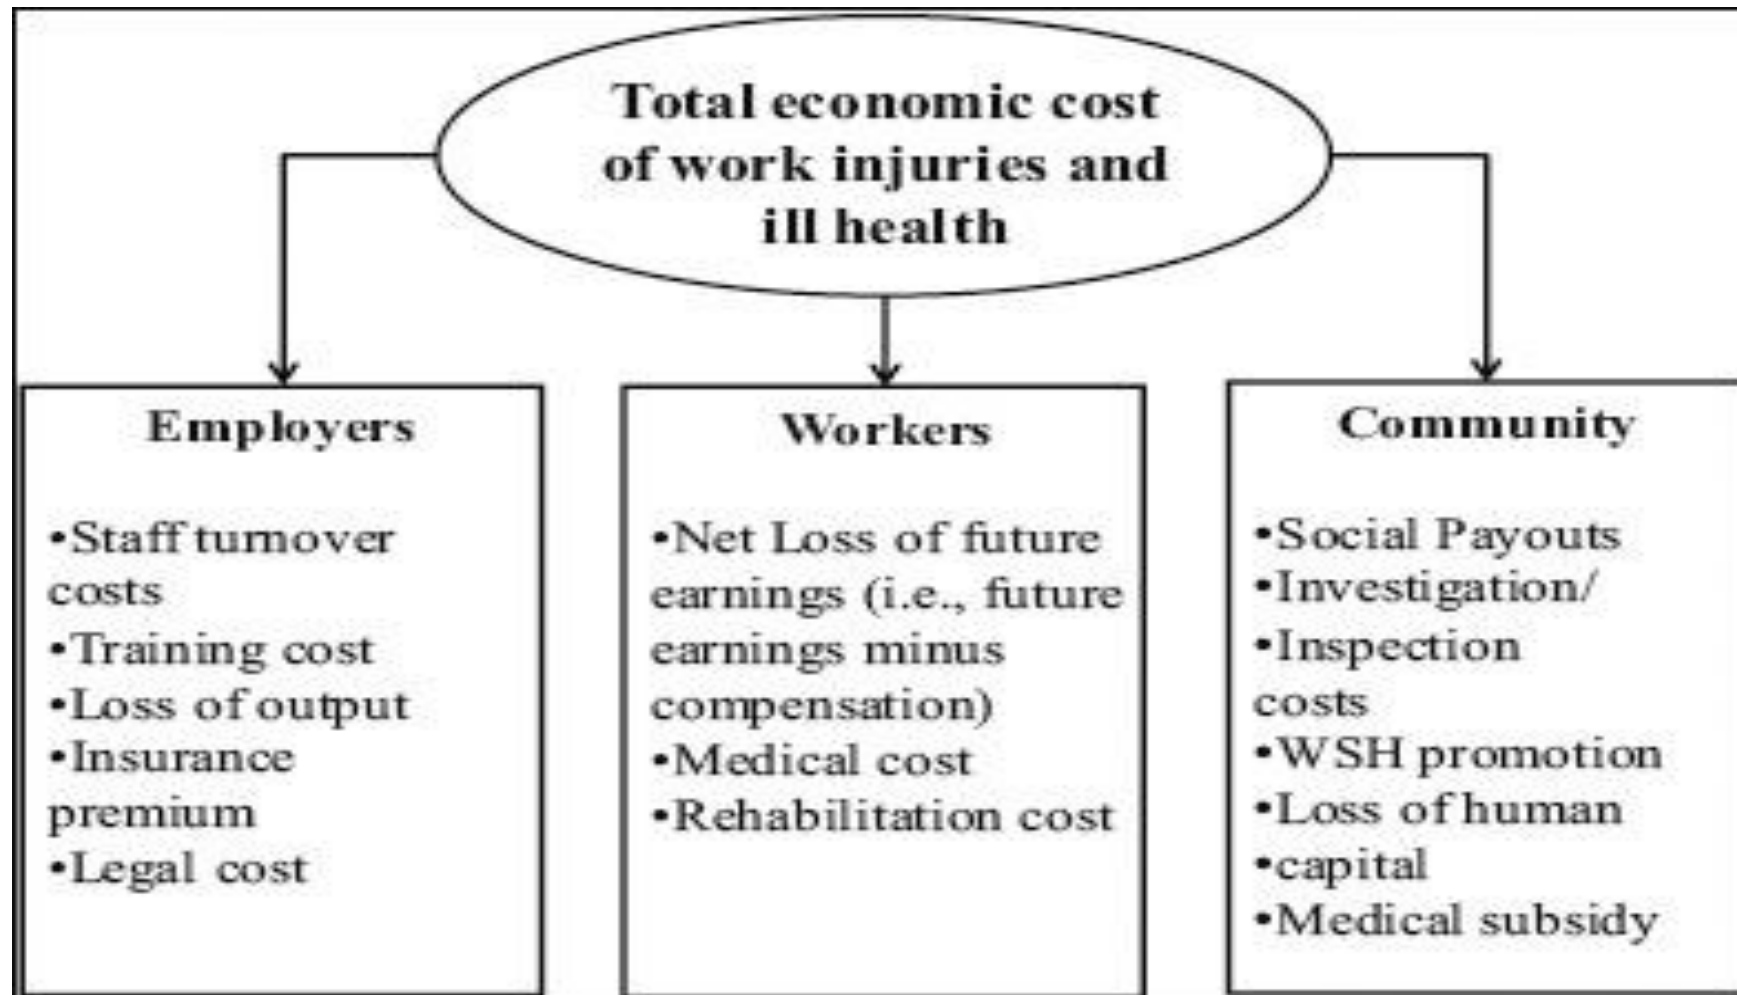 Total economic cost
of work injuries and
ill health
Employers
•Staff turnover
costs
•Training cost
•Loss of output
•Insurance
premium
•Legal cost
Workers
•Net Loss of future
earnings (i.e., future
earnings minus
compensation)
•Medical cost
•Rehabilitation cost
Community
•Social Payouts
•Investigation/
•Inspection
costs
•WSH promotion
•Loss of human
•capital
•Medical subsidy